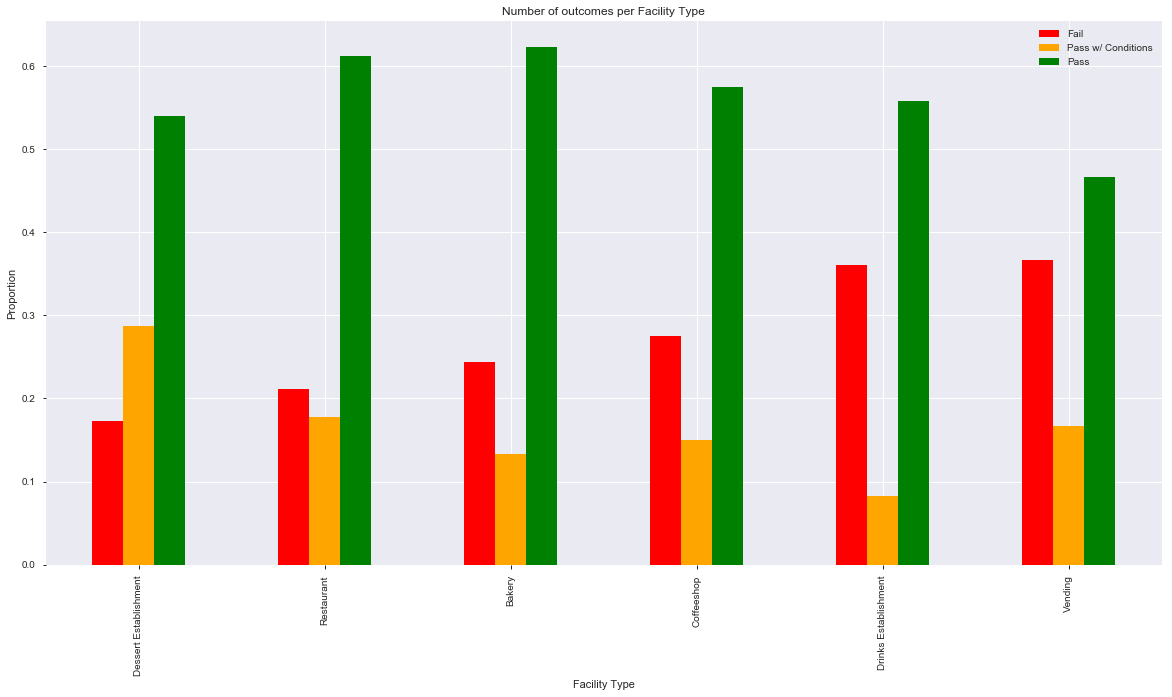 Number of outcomes per Facility Type
Fail
Pass w/ Conditions
Pass
Proportion
0.6
0.5
0.4
0.3
0.2
0.1
0.0
Dessert Establishment
Restaurant
Bakery
Coffeeshop
Drinks Establishment
Vending
Facility Type